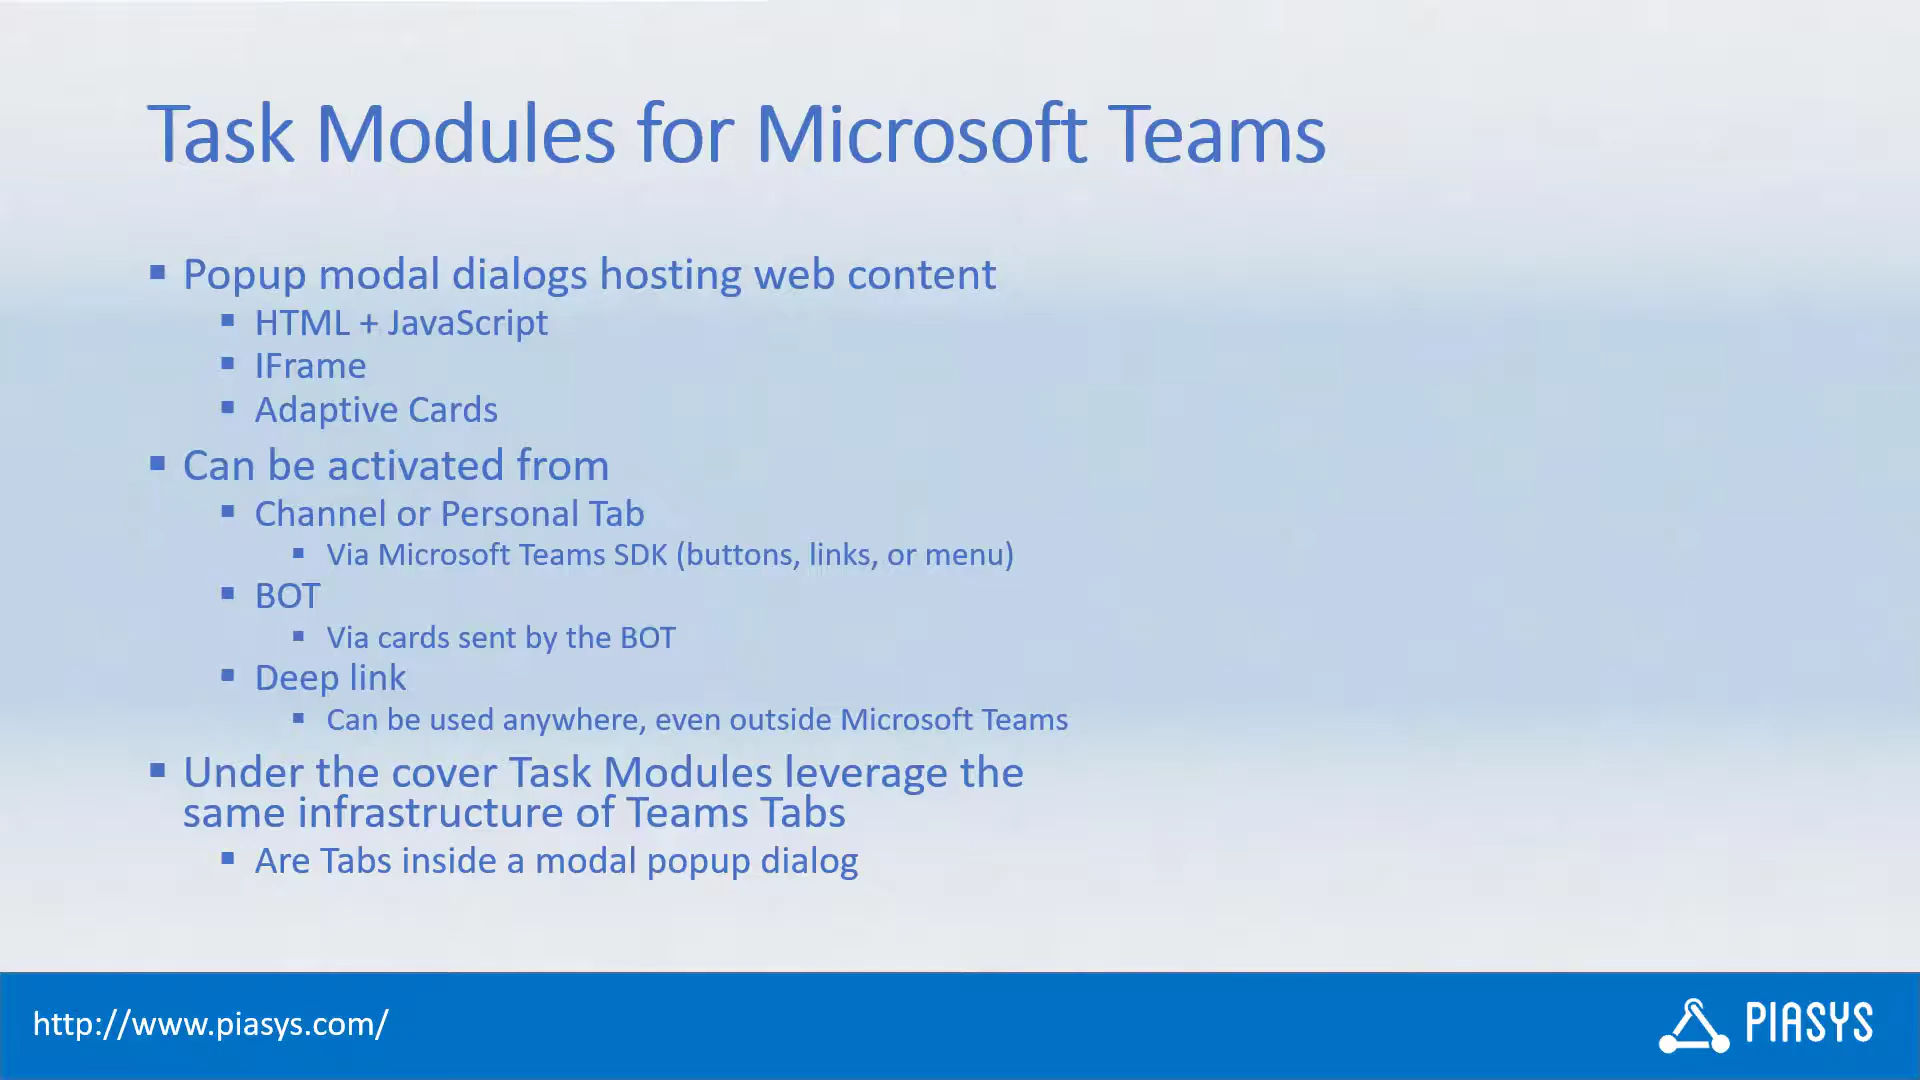 Task Modules for Microsoft Teams
▪ Popup modal dialogs hosting web content
▪ HTML + JavaScript
▪ IFrame
▪ Adaptive Cards
▪ Can be activated from
▪ Channel or Personal Tab
▪ Via Microsoft Teams SDK (buttons, links, or menu)
▪ BOT
▪ Via cards sent by the BOT
▪ Deep link
▪ Can be used anywhere, even outside Microsoft Teams
▪ Under the cover Task Modules leverage the
same infrastructure of Teams Tabs
▪ Are Tabs inside a modal popup dialog
http://www.piasys.com/
PIASYS